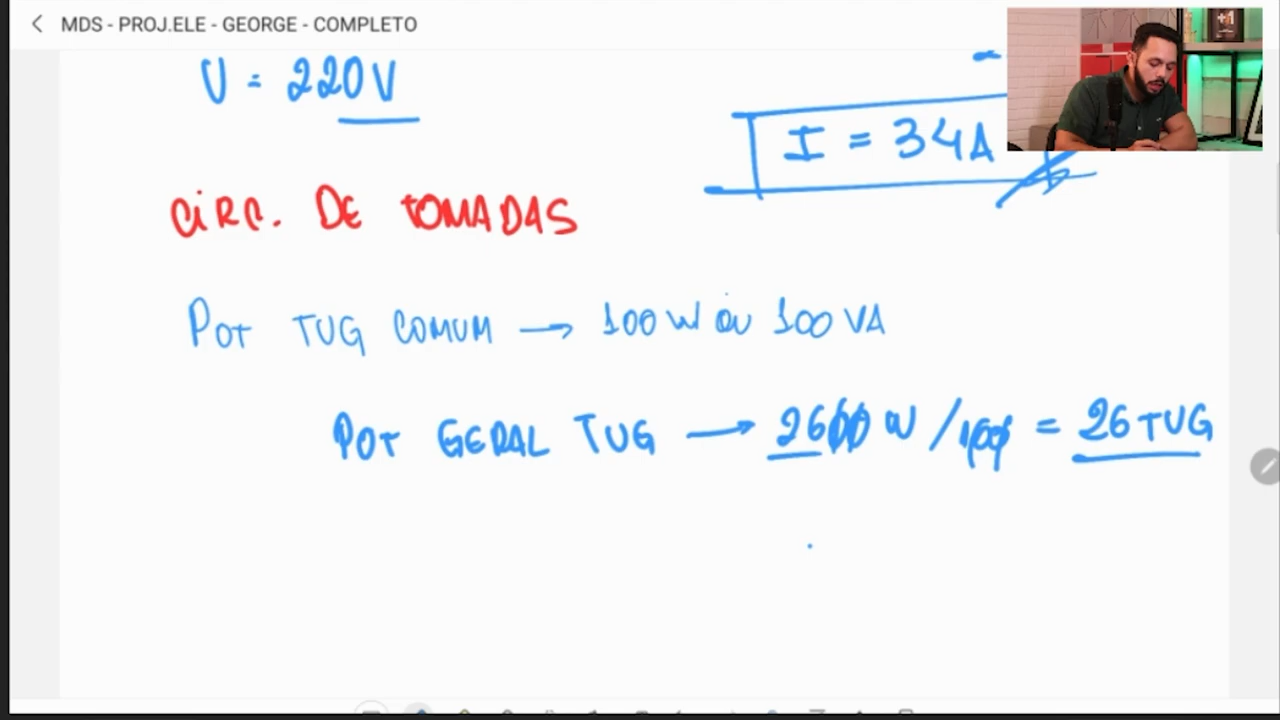 MDS - PROJ.ELE - GEORGE - COMPLETO
U = 220V
I = 34A
CIRC. DE TOMADAS
POT TUG COMUM → 100 W OU 100 VA
POT GERAL TUG → 2600 W / 100 = 26 TUG